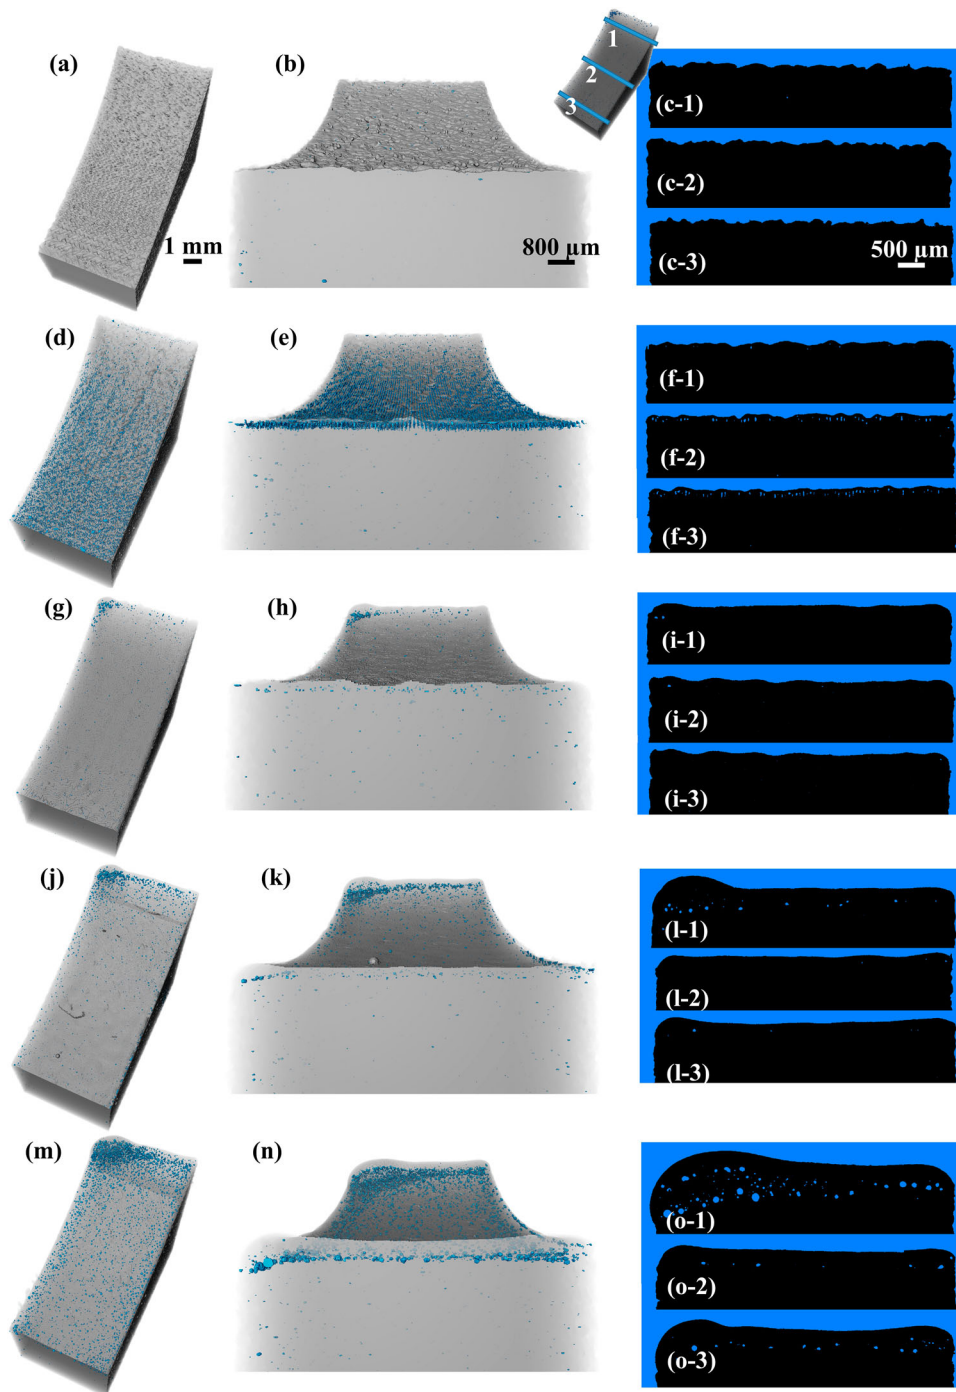 (a)
(b)
1
2
3
(c-1)
(c-2)
(c-3)
1 mm
800 µm
500 µm
(d)
(e)
(f-1)
(f-2)
(f-3)
(g)
(h)
(i-1)
(i-2)
(i-3)
(j)
(k)
(l-1)
(l-2)
(l-3)
(m)
(n)
(o-1)
(o-2)
(o-3)